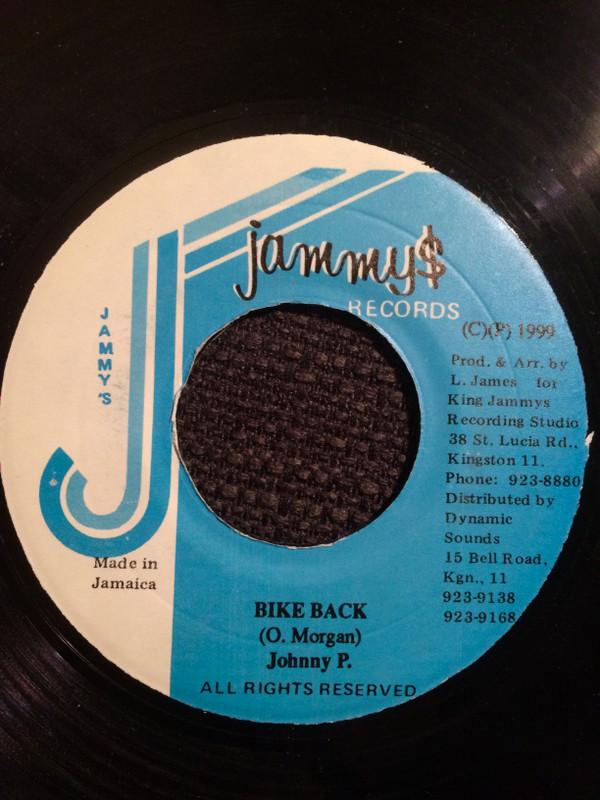 jammy$
RECORDS
JAMMY'S
(C)(P) 1999
Prod. & Arr. by
L. James for
King Jammys
Recording Studio
38 St. Lucia Rd.,
Kingston 11.
Phone: 923-8880
Distributed by
Dynamic
Sounds
15 Bell Road,
Kgn., 11
923-9138
923-9168
Made in
Jamaica
BIKE BACK
(O. Morgan)
Johnny P.
ALL RIGHTS RESERVED